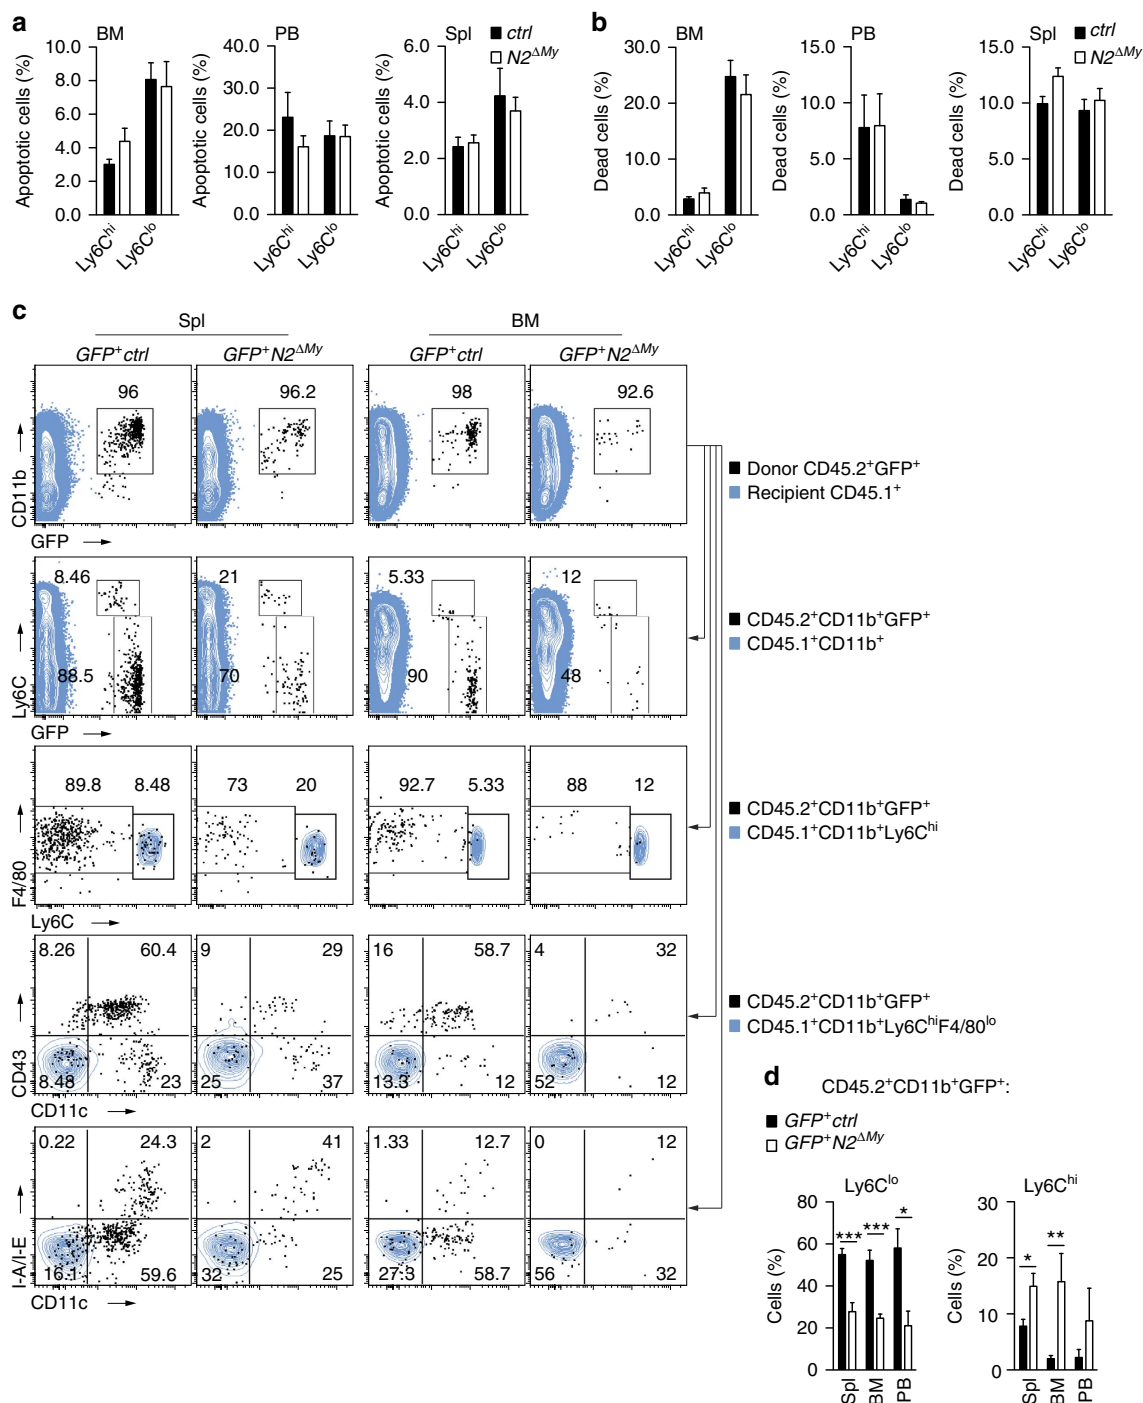 a
BM
PB
Spl
ctrl
N2ΔMy
Apoptotic cells (%)
10.0
8.0
6.0
4.0
2.0
0.0
Ly6Chi
Ly6Clo
Apoptotic cells (%)
40.0
30.0
20.0
10.0
0.0
Ly6Chi
Ly6Clo
Apoptotic cells (%)
6.0
4.0
2.0
0.0
Ly6Chi
Ly6Clo
b
BM
PB
Spl
ctrl
N2ΔMy
Dead cells (%)
30.0
20.0
10.0
0.0
Ly6Chi
Ly6Clo
Dead cells (%)
15.0
10.0
5.0
0.0
Ly6Chi
Ly6Clo
Dead cells (%)
15.0
10.0
5.0
0.0
Ly6Chi
Ly6Clo
c
Spl
BM
GFP+ctrl
GFP+N2ΔMy
GFP+ctrl
GFP+N2ΔMy
96
96.2
98
92.6
CD11b
GFP
Donor CD45.2+GFP+
Recipient CD45.1+
8.46
21
5.33
12
88.5
70
90
48
Ly6C
GFP
CD45.2+CD11b+GFP+
CD45.1+CD11b+
89.8 8.48
73 20
92.7 5.33
88 12
F4/80
Ly6C
CD45.2+CD11b+GFP+
CD45.1+CD11b+Ly6Chi
8.26 60.4
9 29
16 58.7
4 32
8.48 23
25 37
13.3 12
52 12
CD43
CD11c
CD45.2+CD11b+GFP+
CD45.1+CD11b+Ly6ChiF4/80lo
0.22 24.3
2 41
1.33 12.7
0 12
16.1 59.6
32 25
27.3 58.7
56 32
I-A/I-E
CD11c
d
CD45.2+CD11b+GFP+:
GFP+ctrl
GFP+N2ΔMy
Ly6Clo
Cells (%)
80
60
40
20
0
*** *** *
Spl
BM
PB
Ly6Chi
Cells (%)
30
20
10
0
* **
Spl
BM
PB